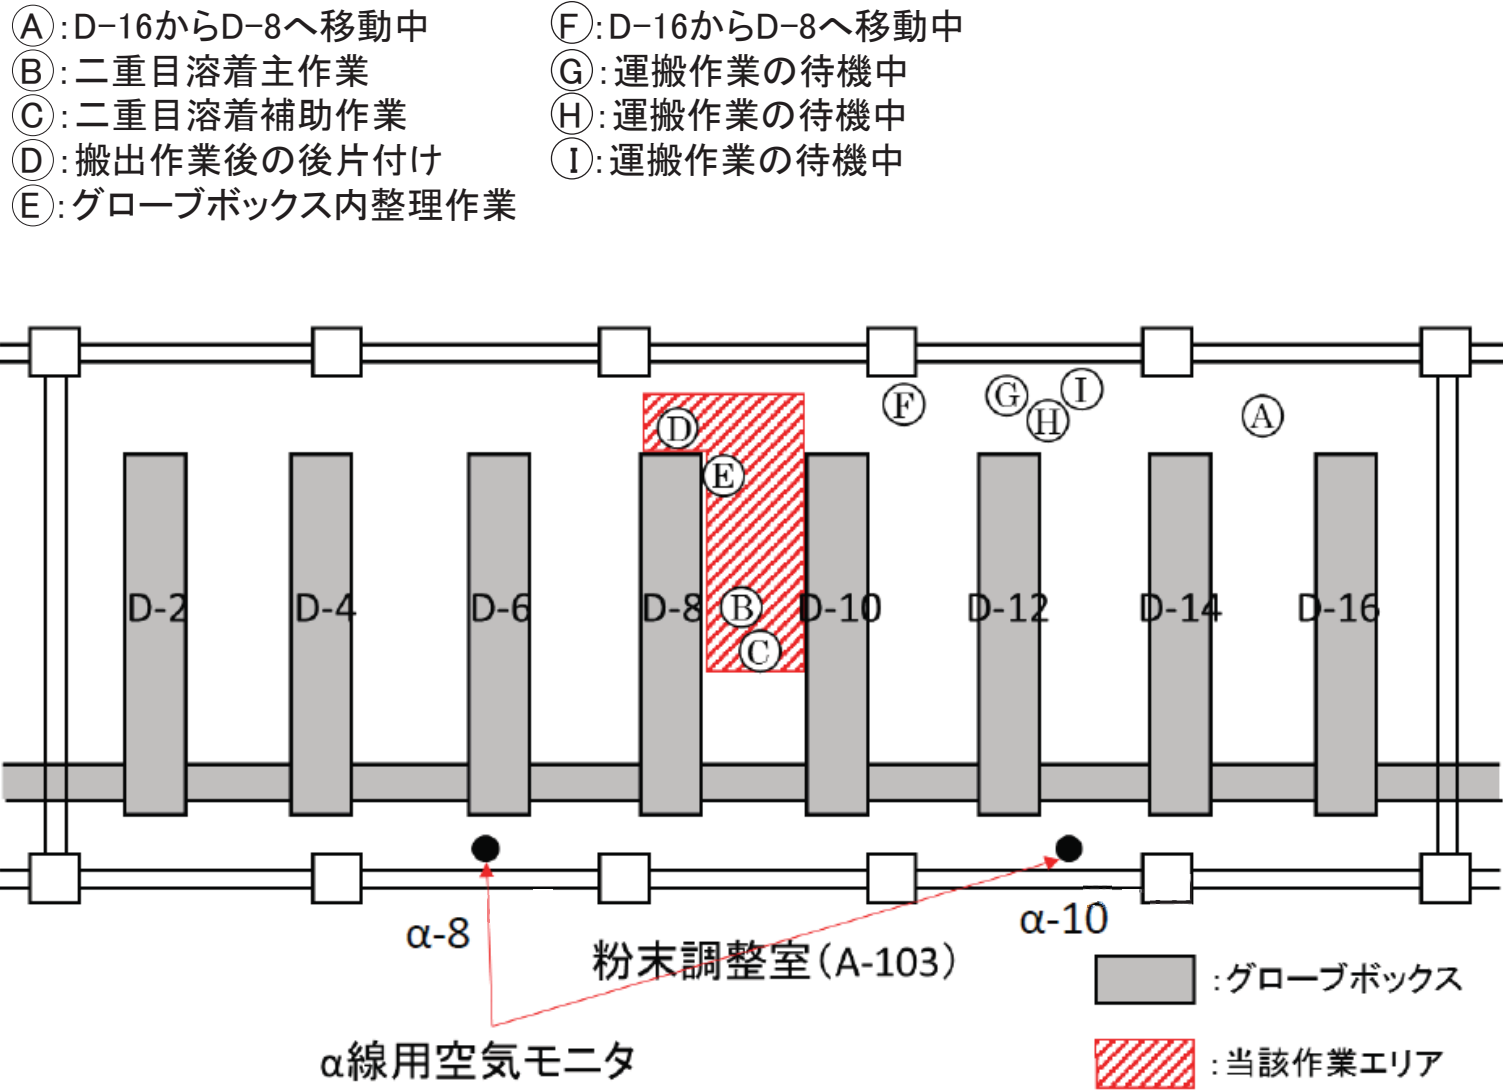 Ⓐ:D-16からD-8へ移動中
Ⓑ:二重目溶着主作業
Ⓒ:二重目溶着補助作業
Ⓓ:搬出作業後の後片付け
Ⓔ:グローブボックス内整理作業
Ⓕ:D-16からD-8へ移動中
Ⓖ:運搬作業の待機中
Ⓗ:運搬作業の待機中
Ⓘ:運搬作業の待機中
Ⓓ Ⓕ Ⓖ Ⓗ Ⓘ Ⓐ
Ⓔ
D-2 D-4 D-6 D-8 Ⓑ D-10 D-12 D-14 D-16
Ⓒ
α-8 α-10
粉末調整室(A-103)
:グローブボックス
α線用空気モニタ
:当該作業エリア